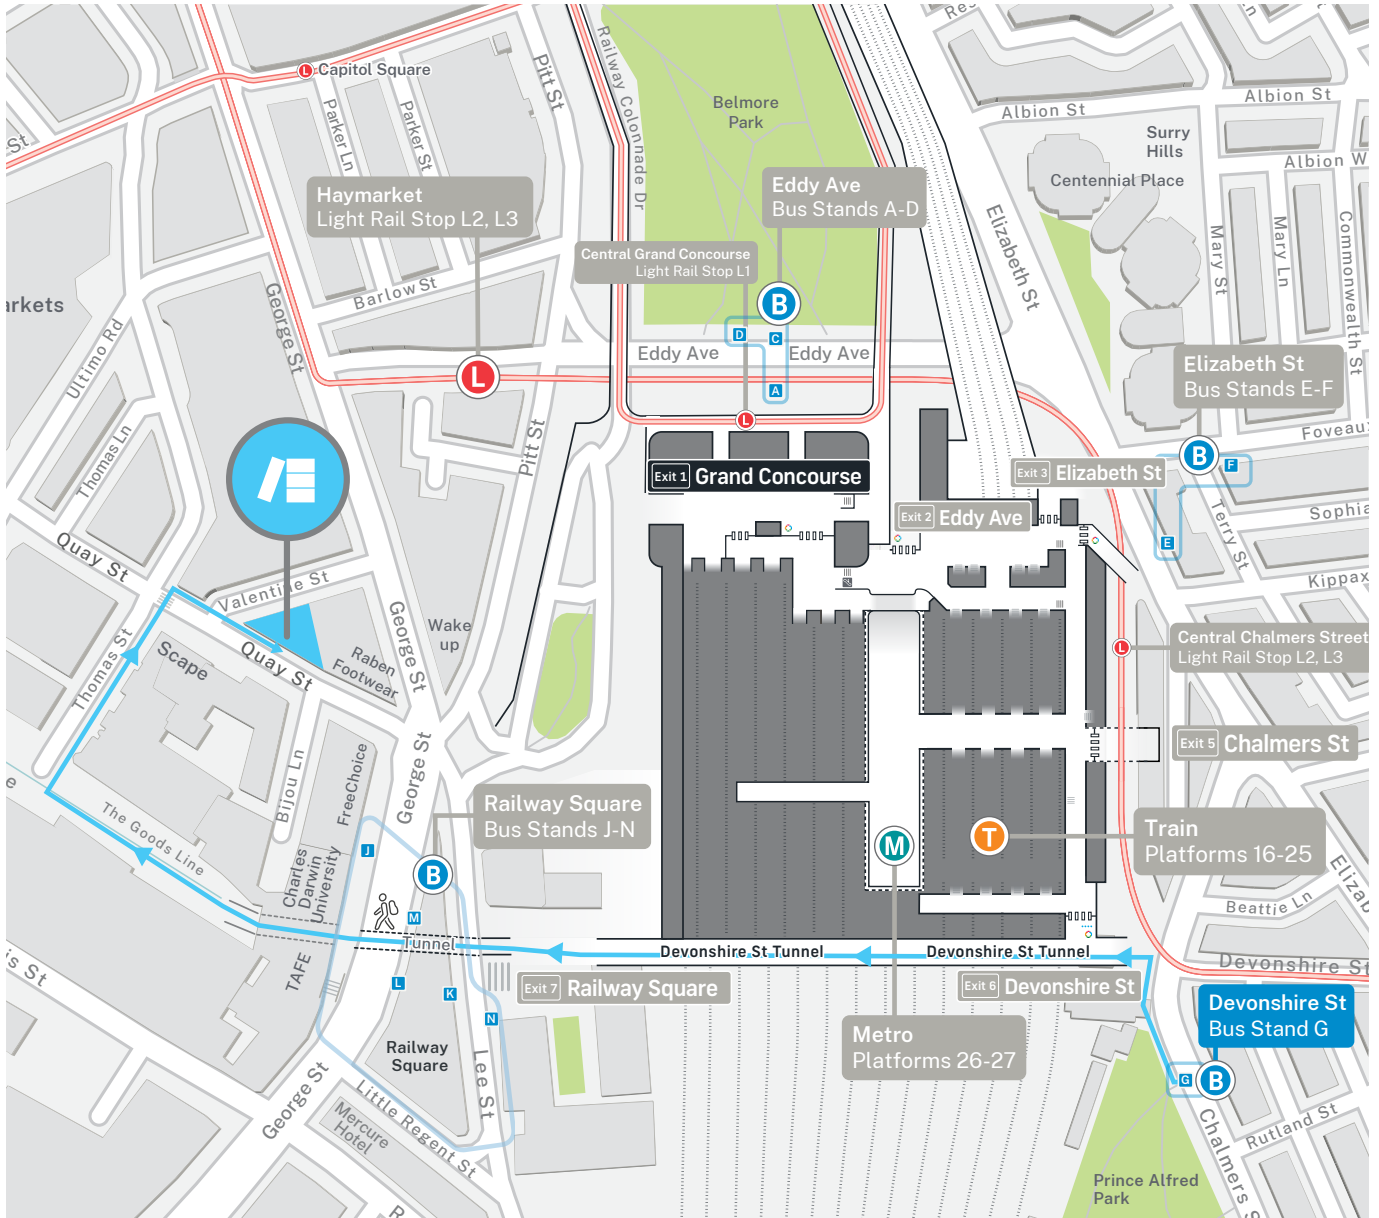 Capitol Square
Pitt St
Railway Colonnade Dr
Belmore
Park
Albion St
Albion St
Surry
Hills
Albion W
Centennial Place
Parker Ln
Parker St
Haymarket
Light Rail Stop L2, L3
Eddy Ave
Bus Stands A-D
Central Grand Concourse
Light Rail Stop L1
Elizabeth St
Mary St
Mary Ln
Commonwealth St
St
arkets
Barlow St
George St
Ultimo Rd
B
D
C
A
Eddy Ave
Eddy Ave
L
L
L
Elizabeth St
Bus Stands E-F
Foveau
B
F
E
Thomas Ln
Pitt St
Exit 1
Grand Concourse
Exit 3
Elizabeth St
Exit 2
Eddy Ave
Terry St
Sophia
Kippax
Quay St
Valentine St
George St
Wake
up
Thomas St
Scape
Quay St
Raben
Footwear
L
Central Chalmers Street
Light Rail Stop L2, L3
Exit 5
Chalmers St
e
The Goods Line
Bijou Ln
FreeChoice
George St
Railway Square
Bus Stands J-N
J
B
M
Charles
Darwin
University
M
T
Train
Platforms 16-25
Elizab
Beattie Ln
is St
TAFE
Tunnel
Devonshire St Tunnel
Devonshire St Tunnel
Devonshire St
L
K
N
Exit 7
Railway Square
Exit 6
Devonshire St
Devonshire St
Bus Stand G
Metro
Platforms 26-27
Railway
Square
Lee St
G
B
George St
Little Regent St
Mercure
Hotel
Chalmers S
Rutland St
Prince Alfred
Park
R